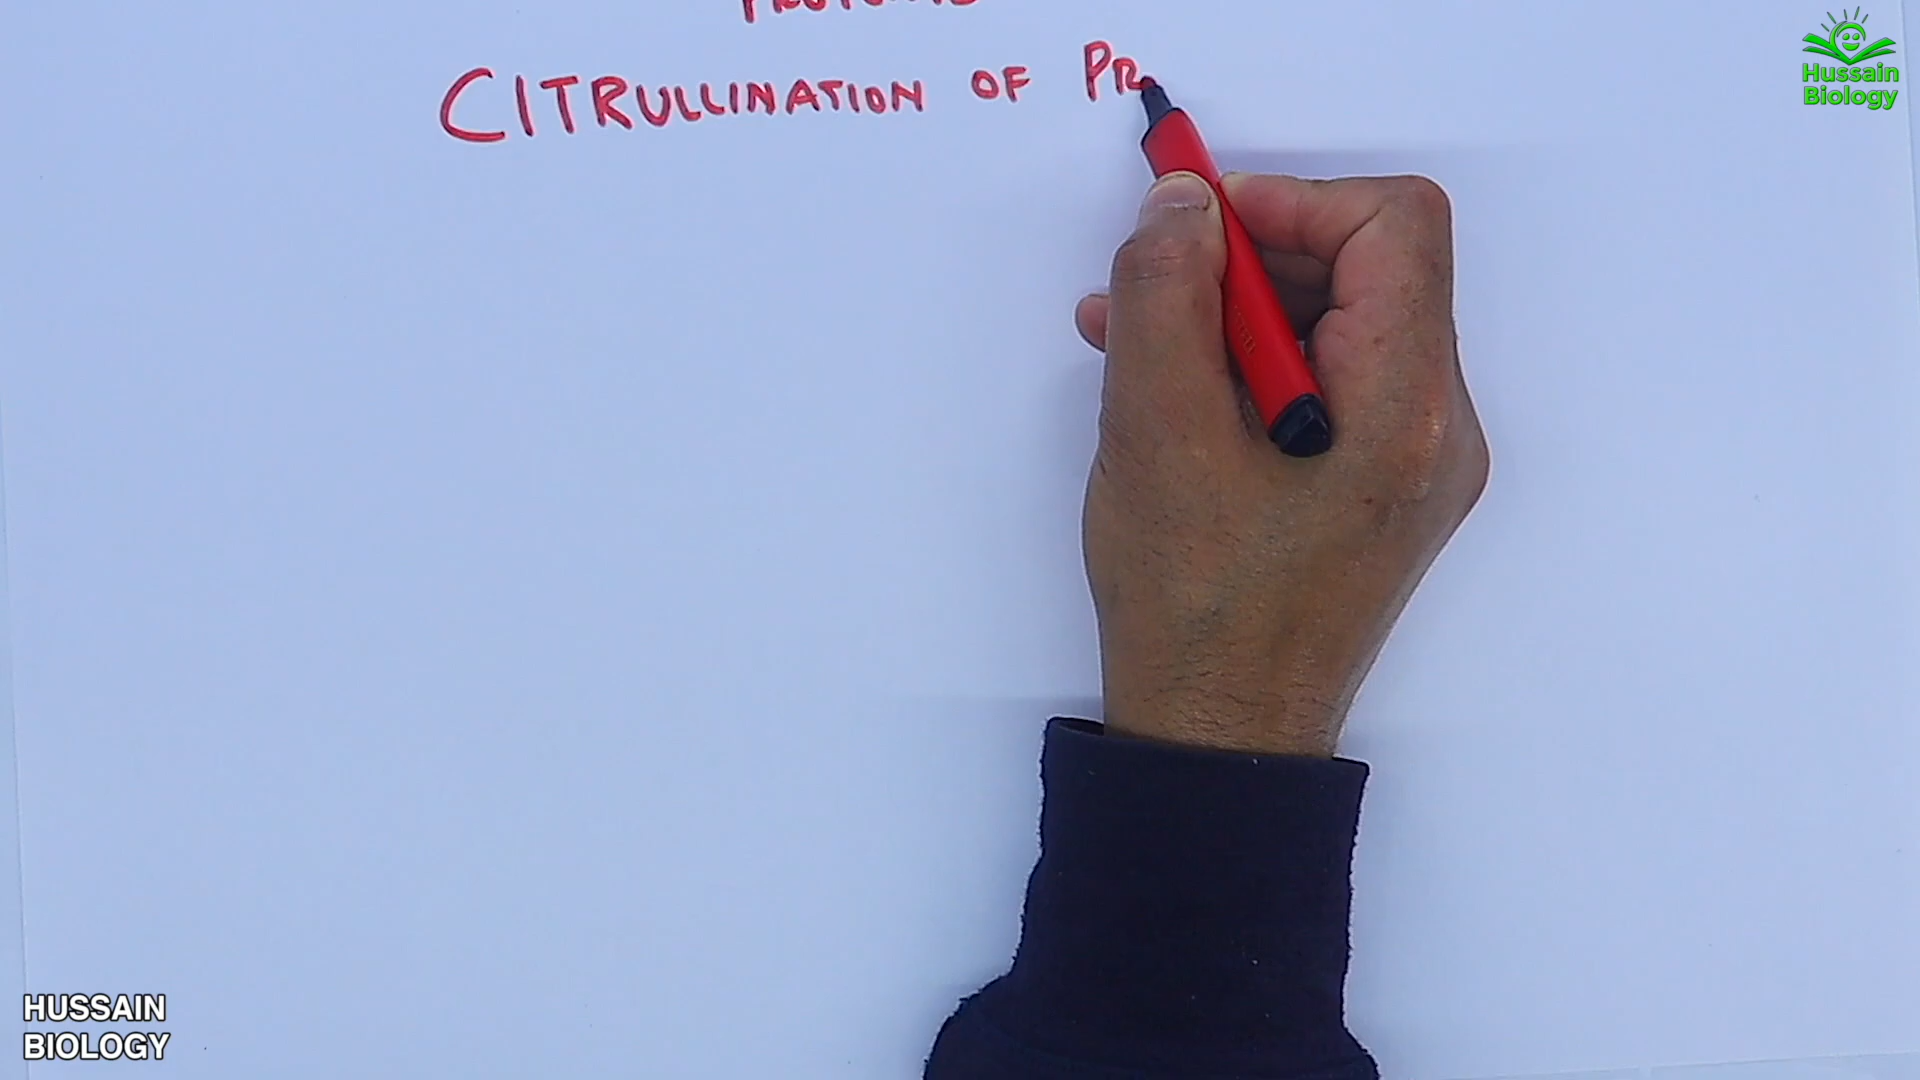 CITRULLINATION OF PR
Hussain
Biology
HUSSAIN
BIOLOGY